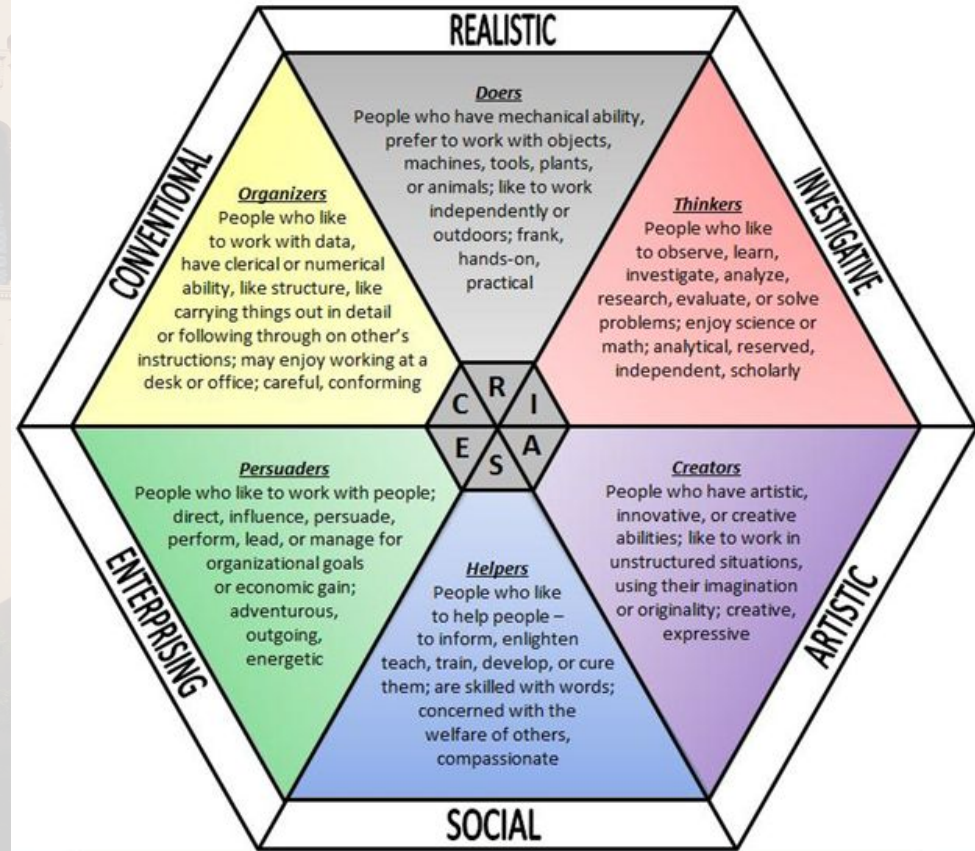 REALISTIC
Doers
People who have mechanical ability,
prefer to work with objects,
machines, tools, plants,
or animals; like to work
independently or
outdoors; frank,
hands-on,
practical
CONVENTIONAL
Organizers
People who like
to work with data,
have clerical or numerical
ability, like structure, like
carrying things out in detail
or following through on other's
instructions; may enjoy working at a
desk or office; careful, conforming
INVESTIGATIVE
Thinkers
People who like
to observe, learn,
investigate, analyze,
research, evaluate, or solve
problems; enjoy science or
math; analytical, reserved,
independent, scholarly
C R I
E S A
ENTERPRISING
Persuaders
People who like to work with people;
direct, influence, persuade,
perform, lead, or manage for
organizational goals
or economic gain;
adventurous,
outgoing,
energetic
Helpers
People who like
to help people –
to inform, enlighten
teach, train, develop, or cure
them; are skilled with words;
concerned with the
welfare of others,
compassionate
SOCIAL
Creators
People who have artistic,
innovative, or creative
abilities; like to work in
unstructured situations,
using their imagination
or originality; creative,
expressive
ARTISTIC